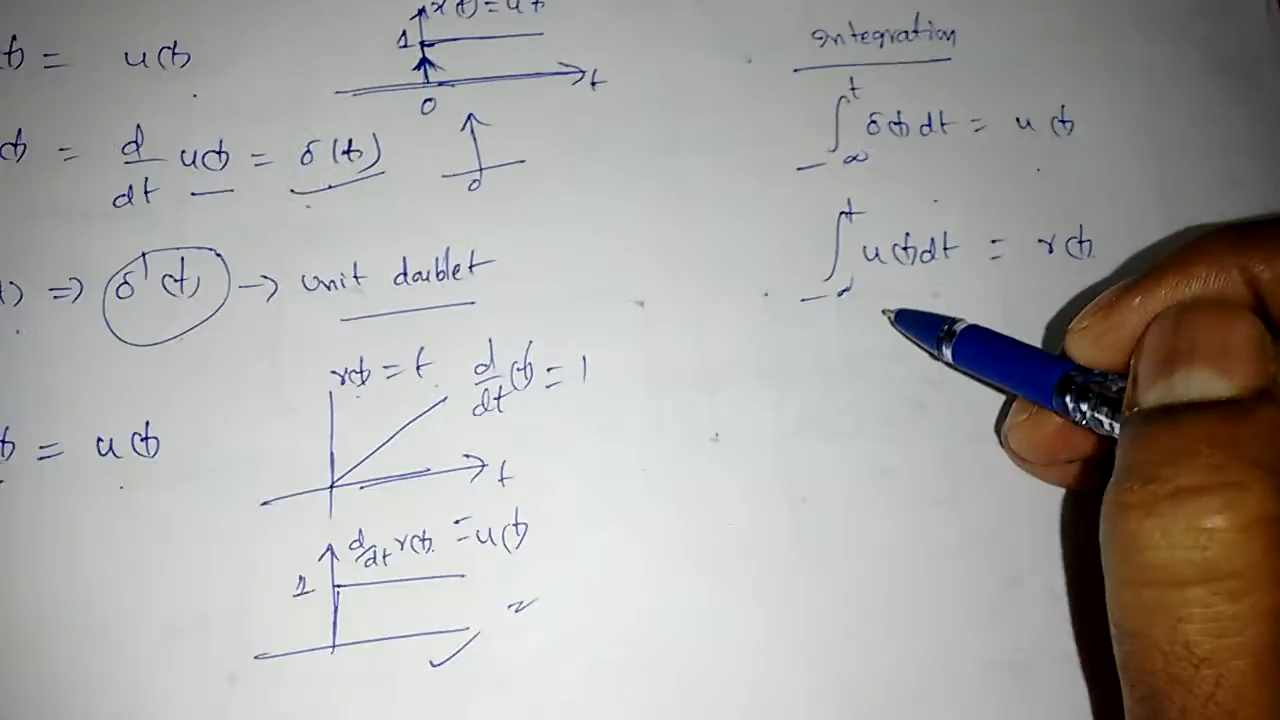 x(t) = u(t)
1
t) = u(t)
0
t
(t) = d/dt u(t) = δ(t)
0
t) => δ'(t) -> unit doublet
r(t) = t
d/dt (t) = 1
t
t) = u(t)
d/dt r(t) = u(t)
1
Integration
∫_{-∞}^{t} δ(t) dt = u(t)
∫_{-∞}^{t} u(t) dt = r(t)